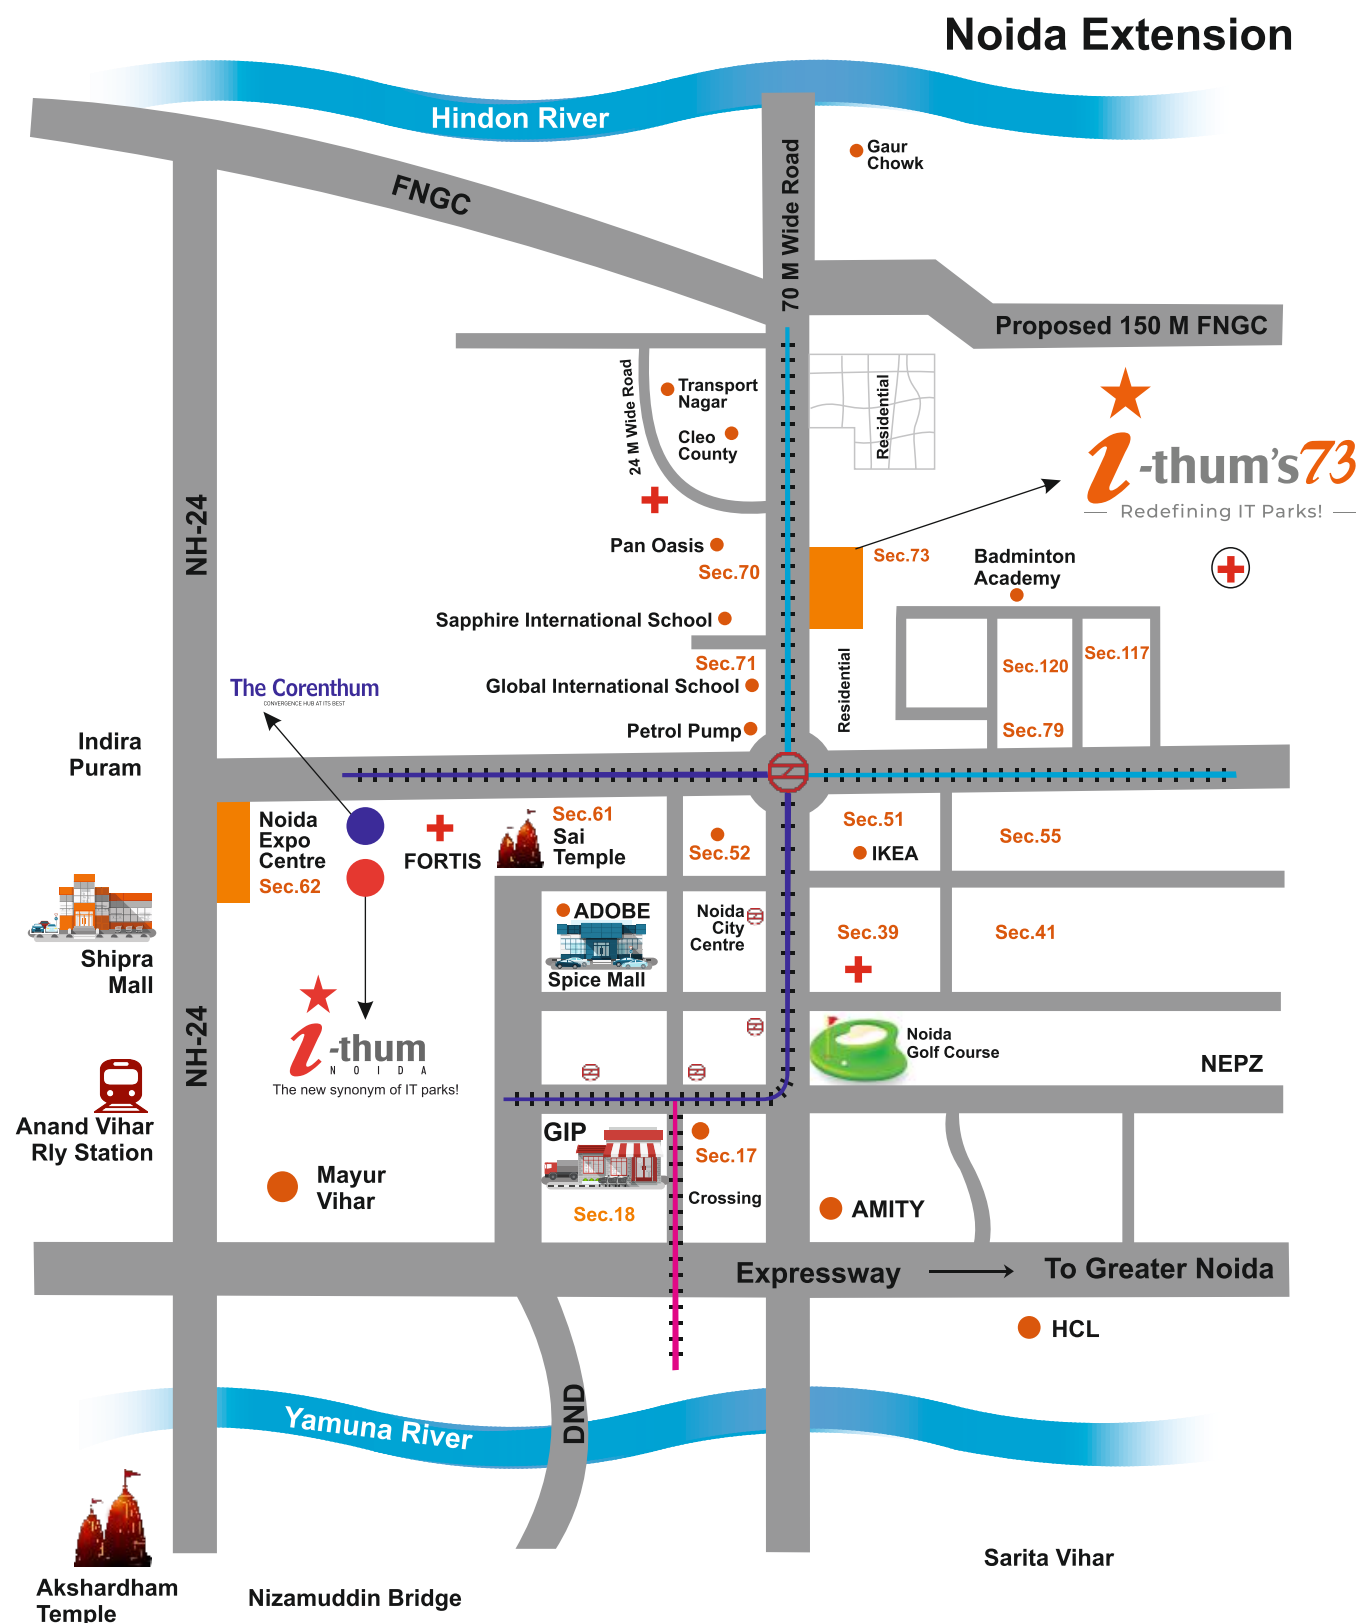 Noida Extension
Hindon River
Gaur
Chowk
FNGC
70 M Wide Road
Proposed 150 M FNGC
24 M Wide Road
Transport
Nagar
Cleo
County
Residential
i-thum's73
Redefining IT Parks!
NH-24
Pan Oasis
Sec.70
Sec.73
Badminton
Academy
Sapphire International School
Sec.71
Global International School
Petrol Pump
Residential
Sec.120
Sec.117
Sec.79
The Corenthum
CONVERGENCE HUB AT ITS BEST
Indira
Puram
Noida
Expo
Centre
Sec.62
FORTIS
Sec.61
Sai
Temple
Sec.52
Sec.51
IKEA
Sec.55
Shipra
Mall
ADOBE
Spice Mall
Noida
City
Centre
Sec.39
Sec.41
NH-24
i-thum
NOIDA
The new synonym of IT parks!
Noida
Golf Course
NEPZ
Anand Vihar
Rly Station
GIP
Sec.17
Mayur
Vihar
Sec.18
Crossing
AMITY
Expressway
To Greater Noida
HCL
DND
Yamuna River
Akshardham
Temple
Nizamuddin Bridge
Sarita Vihar